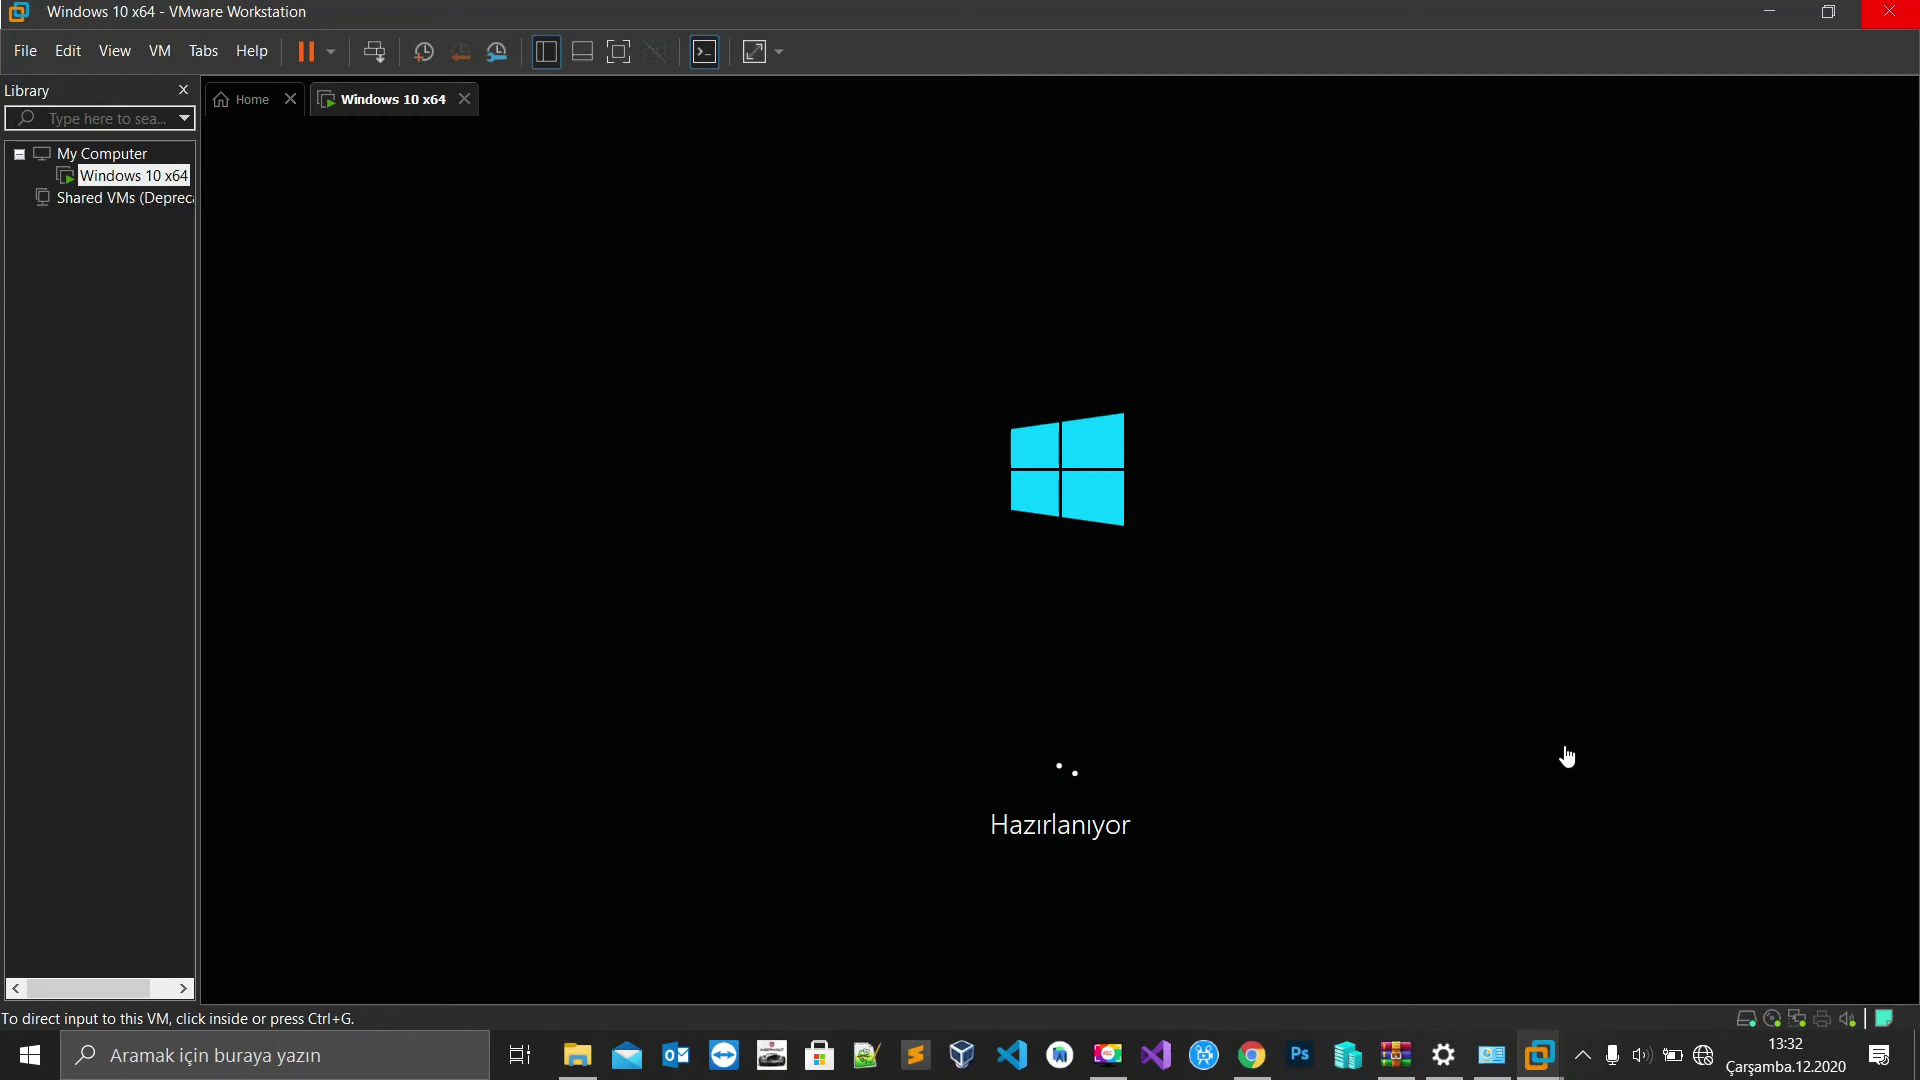 Windows 10 x64 - VMware Workstation
File Edit View VM Tabs Help
Library
Type here to sea...
Home
Windows 10 x64
My Computer
Windows 10 x64
Shared VMs (Depreca
Hazırlanıyor
To direct input to this VM, click inside or press Ctrl+G.
Aramak için buraya yazın
Ps
13:32
Çarşamba.12.2020